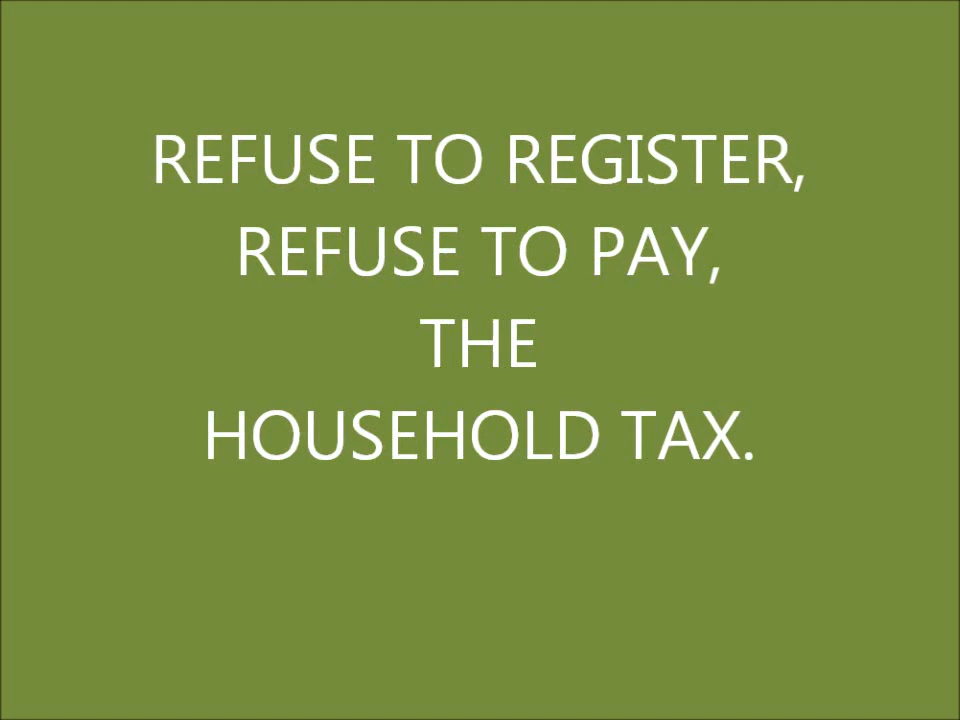 REFUSE TO REGISTER,
REFUSE TO PAY,
THE
HOUSEHOLD TAX.